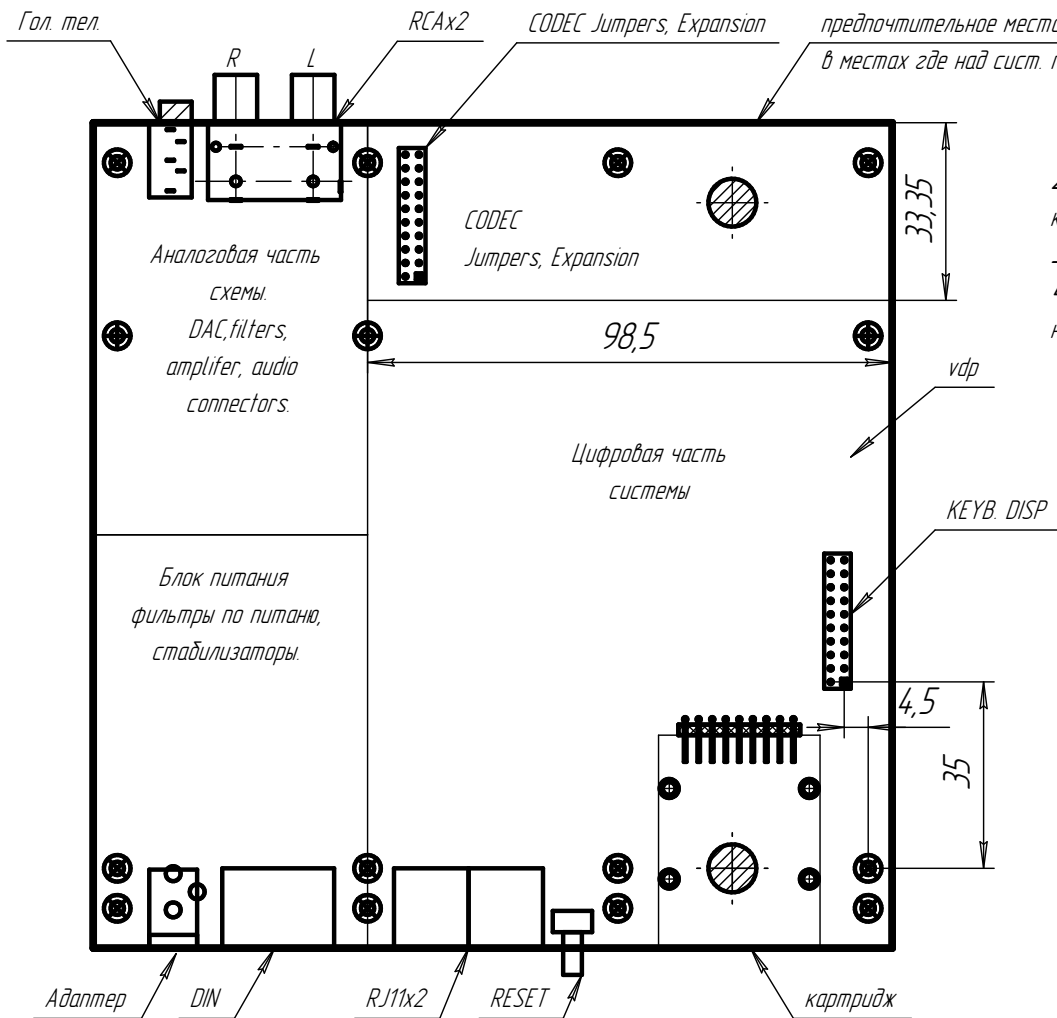 Гол. тел.
RCAx2
CODEC Jumpers, Expansion
предпочтительное место
в местах где над сист.
R
L
33,35
CODEC
Jumpers, Expansion
Аналоговая часть
схемы.
DAC,filters,
amplifer, audio
connectors.
98,5
vdp
Цифровая часть
системы
KEYB. DISP
Блок питания
фильтры по питаню,
стабилизаторы.
4,5
35
Адаптер
DIN
RJ11x2
RESET
картридж